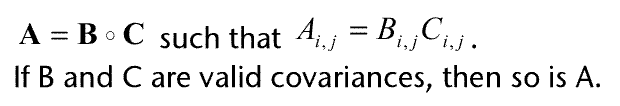 A = B ∘ C such that A_{i,j} = B_{i,j}C_{i,j}.
If B and C are valid covariances, then so is A.